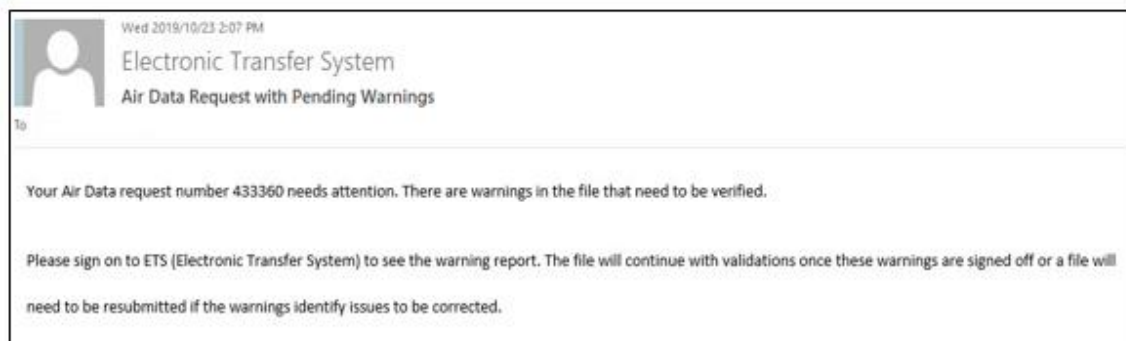 Wed 2019/10/23 2:07 PM
Electronic Transfer System
Air Data Request with Pending Warnings
To
Your Air Data request number 433360 needs attention. There are warnings in the file that need to be verified.
Please sign on to ETS (Electronic Transfer System) to see the warning report. The file will continue with validations once these warnings are signed off or a file will
need to be resubmitted if the warnings identify issues to be corrected.